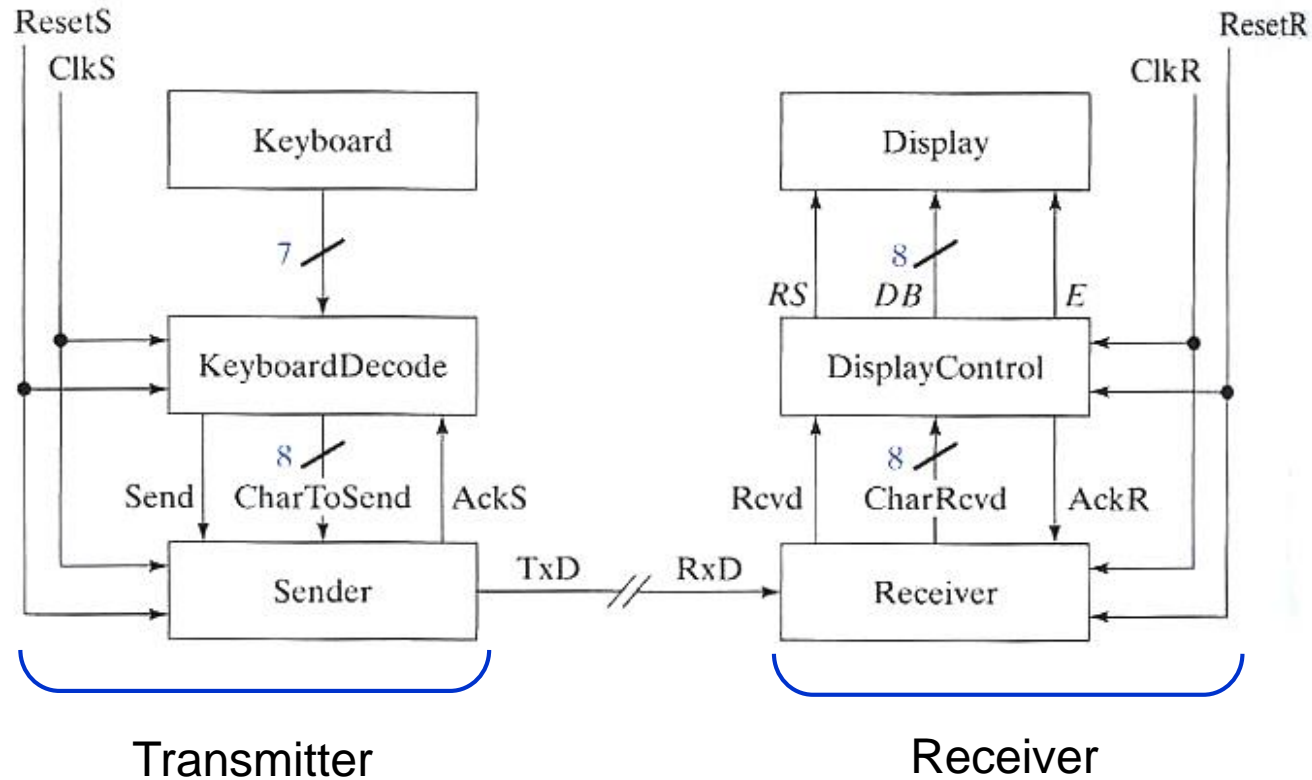 ResetS
ResetR
ClkS
ClkR
Keyboard
Display
7
8
RS
DB
E
KeyboardDecode
DisplayControl
8
8
Send
CharToSend
AckS
Rcvd
CharRcvd
AckR
TxD
RxD
Sender
Receiver
Transmitter
Receiver